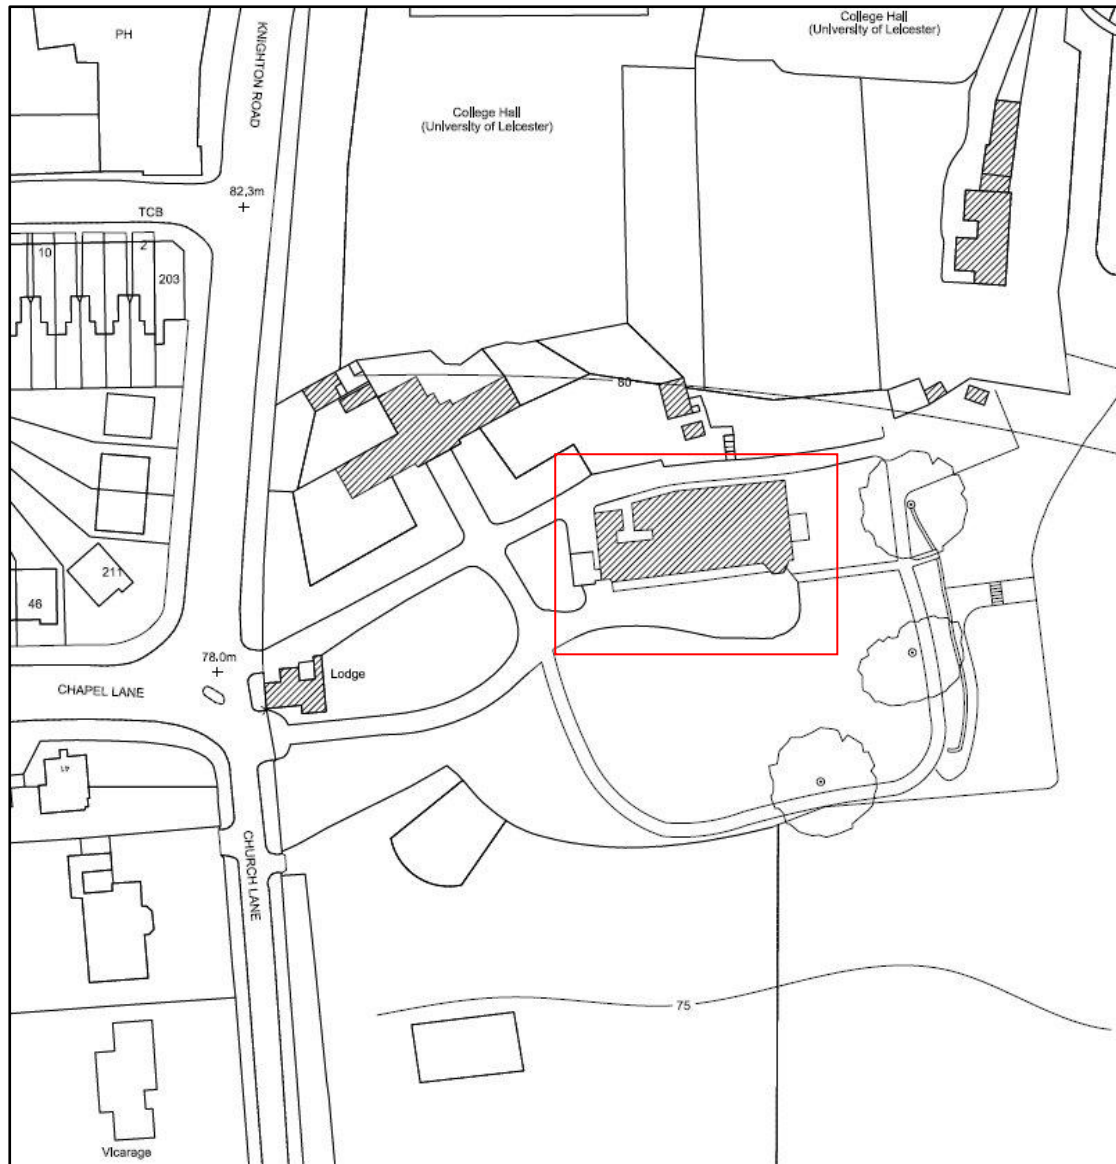 College Hall
(University of Leicester)
PH
KNIGHTON ROAD
College Hall
(University of Leicester)
82.3m
TCB
10
2
203
80
211
46
78.0m
CHAPEL LANE
Lodge
41
CHURCH LANE
75
Vicarage